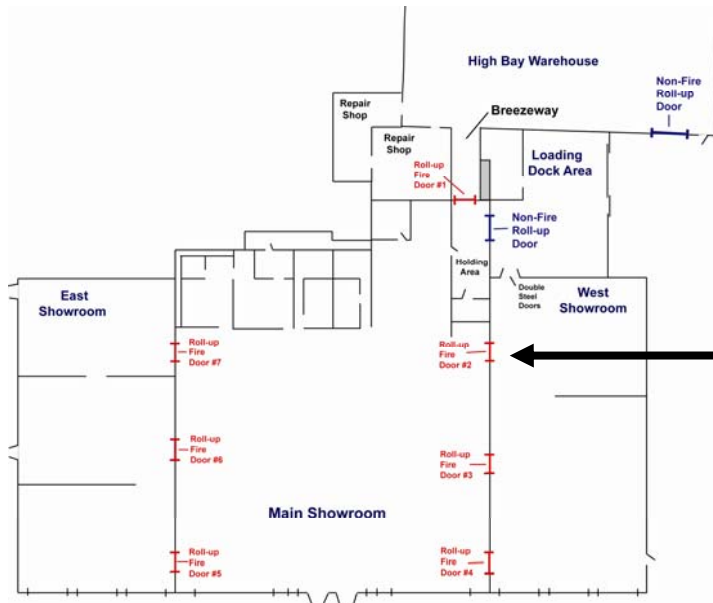 High Bay Warehouse
Non-Fire
Roll-up
Door
Repair
Shop
Breezeway
Repair
Shop
Loading
Dock Area
Roll-up
Fire
Door #1
Non-Fire
Roll-up
Door
Holding
Area
Double
Steel
Doors
East
Showroom
West
Showroom
Roll-up
Fire
Door #7
Roll-up
Fire
Door #2
Roll-up
Fire
Door #6
Roll-up
Fire
Door #3
Main Showroom
Roll-up
Fire
Door #5
Roll-up
Fire
Door #4